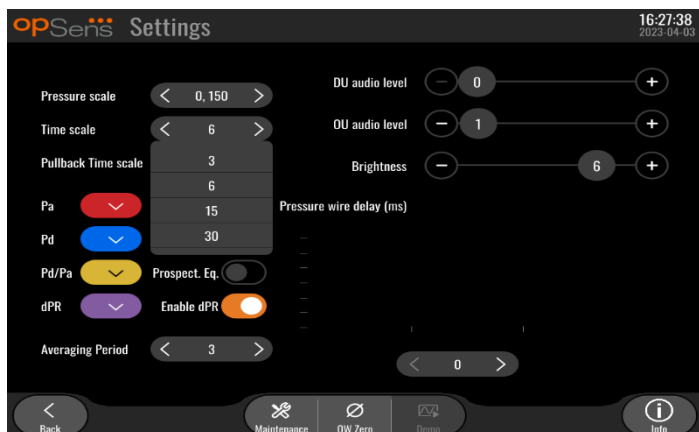 opSens Settings
16:27:38
2023-04-03
Pressure scale
0, 150
DU audio level
0
Time scale
6
OU audio level
1
Pullback Time scale
3
6
15
30
Brightness
6
Pa
Pressure wire delay (ms)
Pd
Pd/Pa
Prospect. Eq.
dPR
Enable dPR
Averaging Period
3
0
Back
Maintenance
OW Zero
Demo
Info